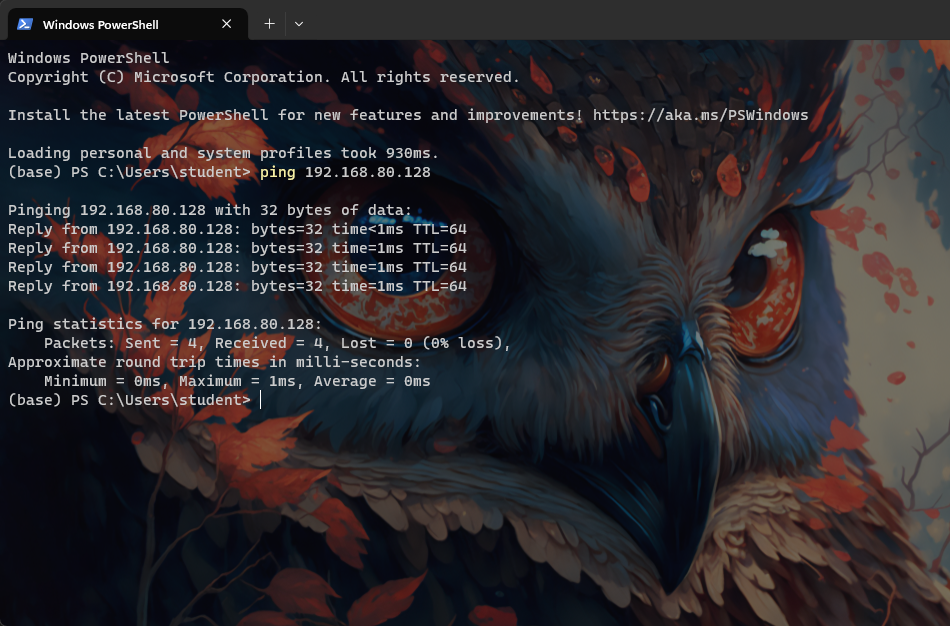 Windows PowerShell
Windows PowerShell
Copyright (C) Microsoft Corporation. All rights reserved.
Install the latest PowerShell for new features and improvements! https://aka.ms/PSWindows
Loading personal and system profiles took 930ms.
(base) PS C:\Users\student> ping 192.168.80.128
Pinging 192.168.80.128 with 32 bytes of data:
Reply from 192.168.80.128: bytes=32 time<1ms TTL=64
Reply from 192.168.80.128: bytes=32 time=1ms TTL=64
Reply from 192.168.80.128: bytes=32 time=1ms TTL=64
Reply from 192.168.80.128: bytes=32 time=1ms TTL=64
Ping statistics for 192.168.80.128:
    Packets: Sent = 4, Received = 4, Lost = 0 (0% loss),
Approximate round trip times in milli-seconds:
    Minimum = 0ms, Maximum = 1ms, Average = 0ms
(base) PS C:\Users\student>